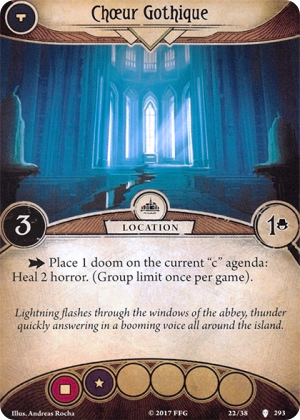 Chœur Gothique
3
LOCATION
1
Place 1 doom on the current “c” agenda:
Heal 2 horror. (Group limit once per game).
Lightning flashes through the windows of the abbey, thunder
quickly answering in a booming voice all around the island.
Illus. Andreas Rocha
© 2017 FFG
22/38
293